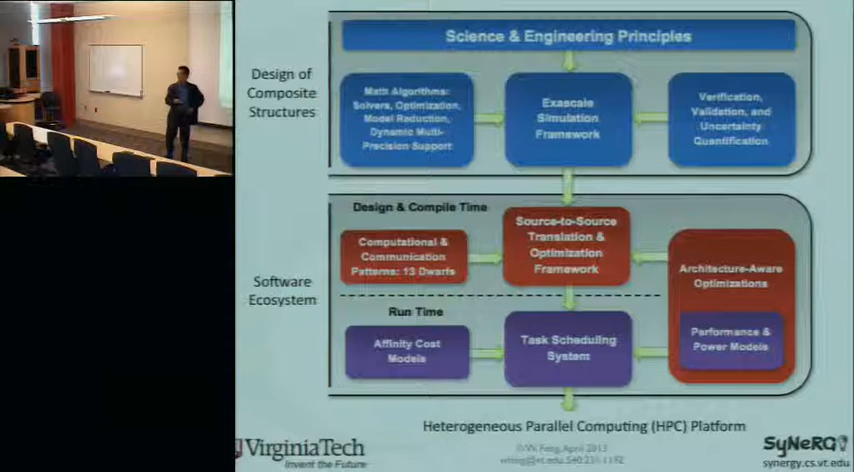 Science & Engineering Principles
Design of
Composite
Structures
Math Algorithms:
Solvers, Optimization,
Model Reduction,
Dynamic Multi-
Precision Support
Exascale
Simulation
Framework
Verification,
Validation, and
Uncertainty
Quantification
Design & Compile Time
Software
Ecosystem
Computational &
Communication
Patterns: 13 Dwarfs
Source-to-Source
Translation &
Optimization
Framework
Architecture-Aware
Optimizations
Performance &
Power Models
Run Time
Affinity Cost
Models
Task Scheduling
System
Heterogeneous Parallel Computing (HPC) Platform
VirginiaTech
Invent the Future
Feng, April 2013
SyNeRG
synergy.cs.vt.edu